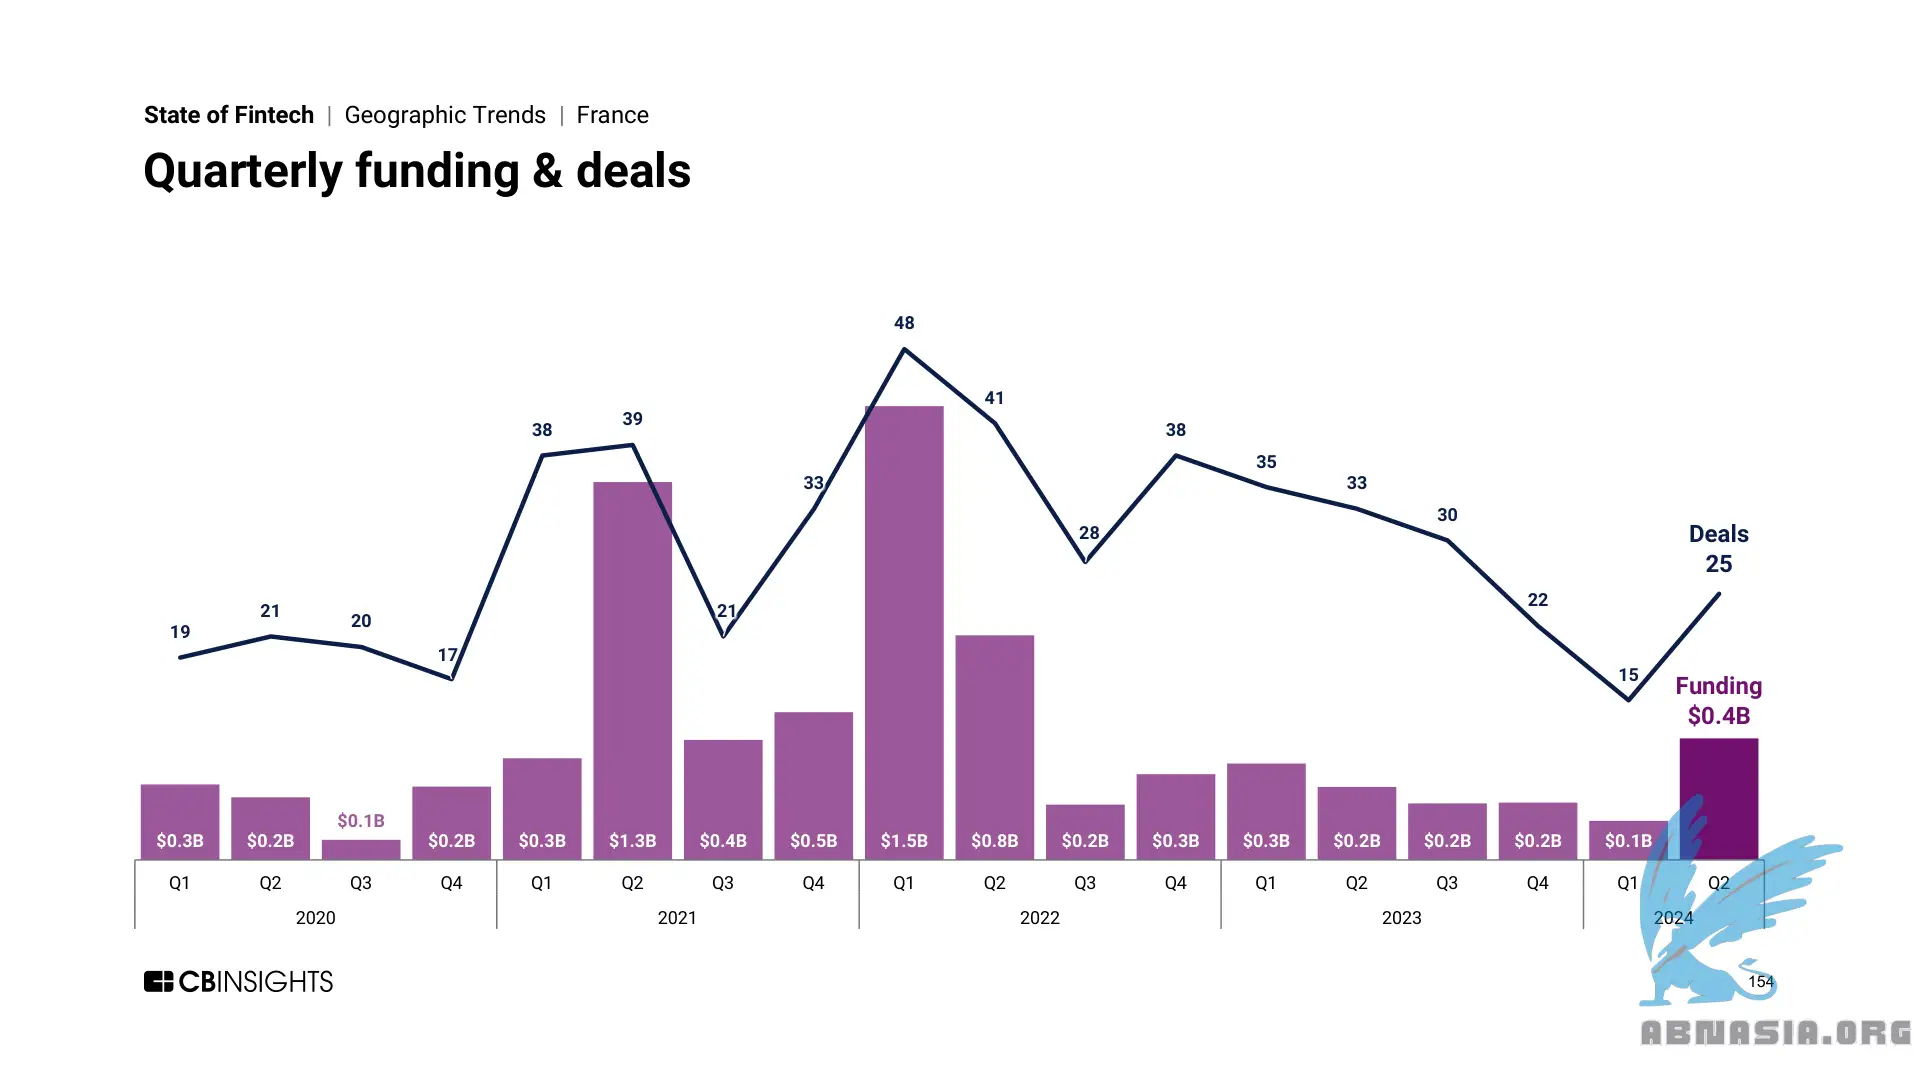 State of Fintech | Geographic Trends | France
Quarterly funding & deals
48
41
39
38
38
35
33
33
30
28
Deals
25
22
21
21
20
19
17
15
Funding
$0.4B
$0.1B
$0.3B $0.2B $0.2B $0.3B $1.3B $0.4B $0.5B $1.5B $0.8B $0.2B $0.3B $0.3B $0.2B $0.2B $0.2B $0.1B
Q1 Q2 Q3 Q4 Q1 Q2 Q3 Q4 Q1 Q2 Q3 Q4 Q1 Q2 Q3 Q4 Q1 Q2
2020 2021 2022 2023 2024
CBINSIGHTS
154
ABNASIA.ORG